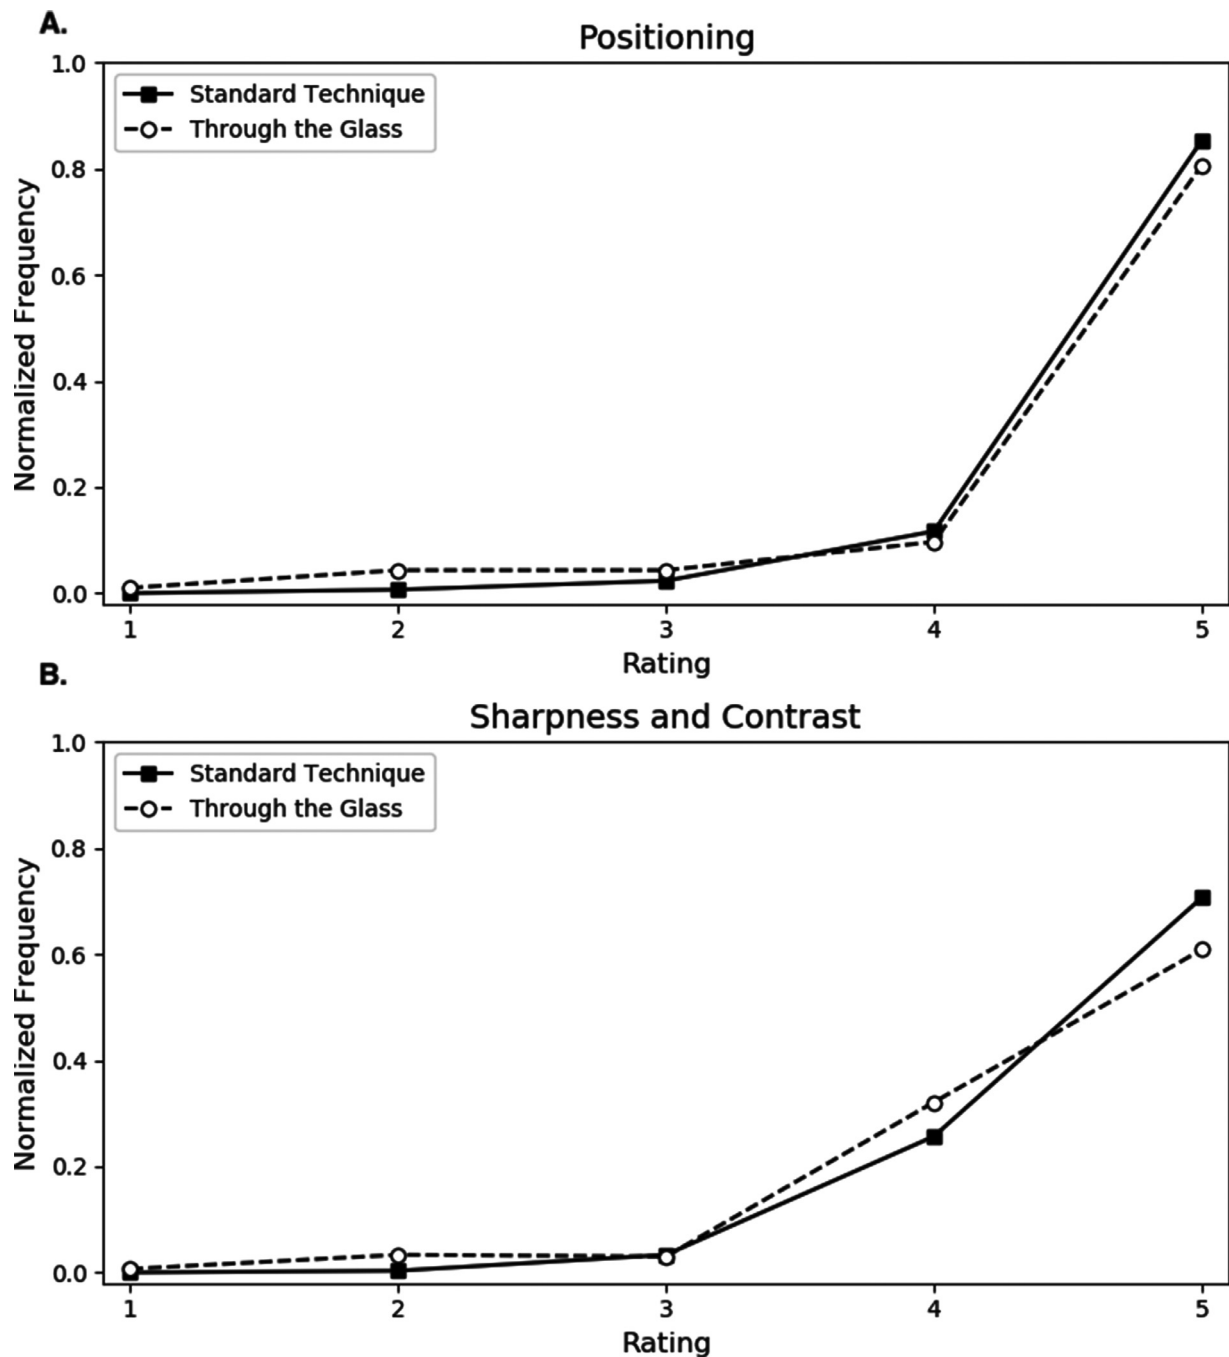 A.
Positioning
1.0
Standard Technique
Through the Glass
0.8
0.6
0.4
0.2
0.0
Normalized Frequency
1 2 3 4 5
Rating
B.
Sharpness and Contrast
1.0
Standard Technique
Through the Glass
0.8
0.6
0.4
0.2
0.0
Normalized Frequency
1 2 3 4 5
Rating